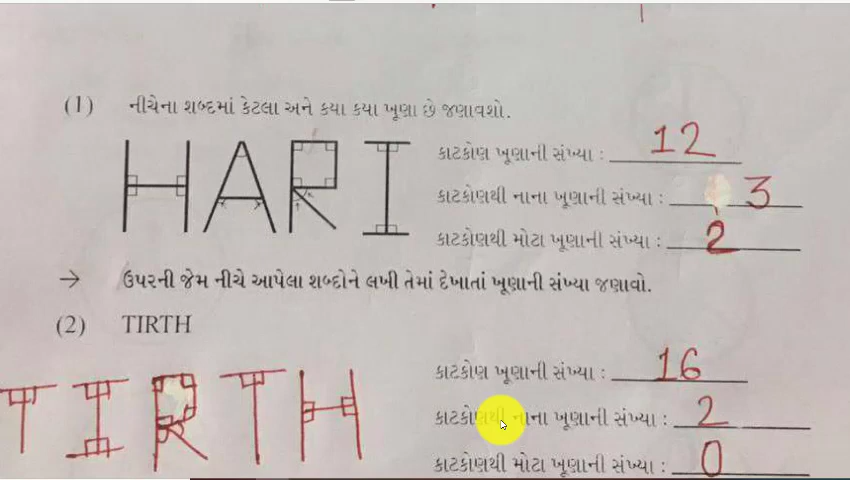 (1) નીચેના શબ્દમાં કેટલા અને કયા કયા ખૂણા છે જણાવશો.
HARI
કાટકોણ ખૂણાની સંખ્યા : 12
કાટકોણથી નાના ખૂણાની સંખ્યા : 3
કાટકોણથી મોટા ખૂણાની સંખ્યા : 2
→ ઉપરની જેમ નીચે આપેલા શબ્દોને લખી તેમાં દેખાતાં ખૂણાની સંખ્યા જણાવો.
(2) TIRTH
TIRTH
કાટકોણ ખૂણાની સંખ્યા : 16
કાટકોણથી નાના ખૂણાની સંખ્યા : 2
કાટકોણથી મોટા ખૂણાની સંખ્યા : 0